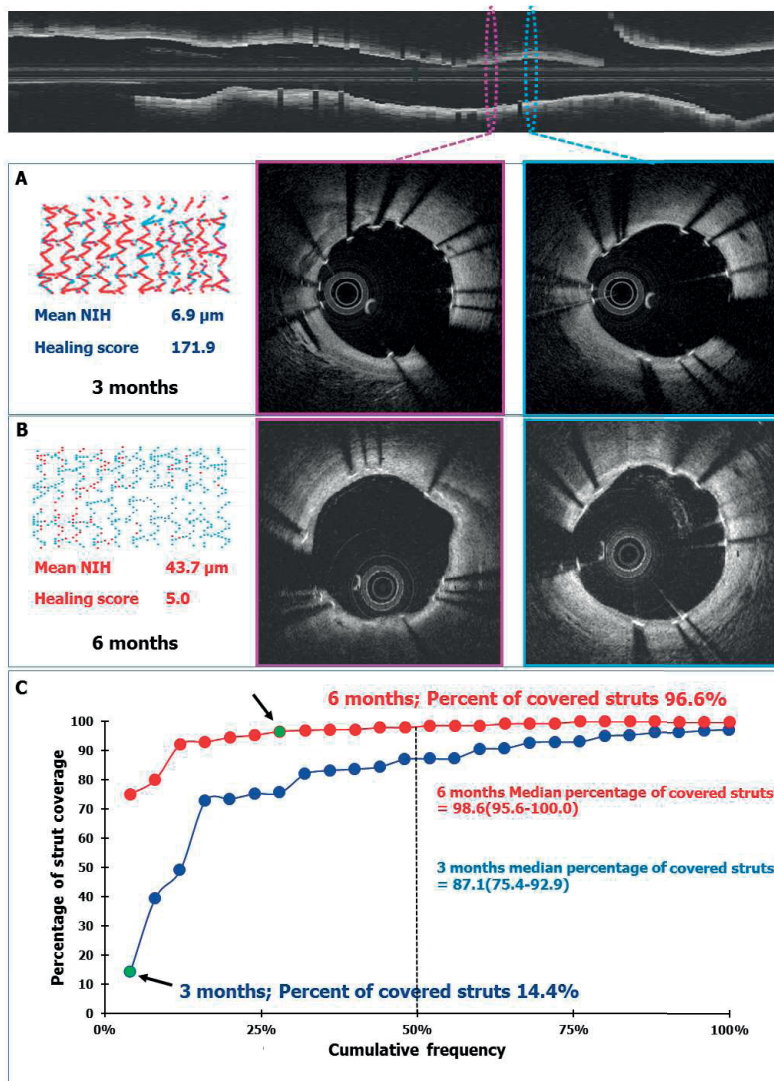 A
Mean NIH 6.9 µm
Healing score 171.9
3 months
B
Mean NIH 43.7 µm
Healing score 5.0
6 months
C
6 months; Percent of covered struts 96.6%
100
90
80
70
60
50
40
30
20
10
0
Percentage of strut coverage
6 months Median percentage of covered struts
= 98.6(95.6-100.0)
3 months median percentage of covered struts
= 87.1(75.4-92.9)
3 months; Percent of covered struts 14.4%
0% 25% 50% 75% 100%
Cumulative frequency